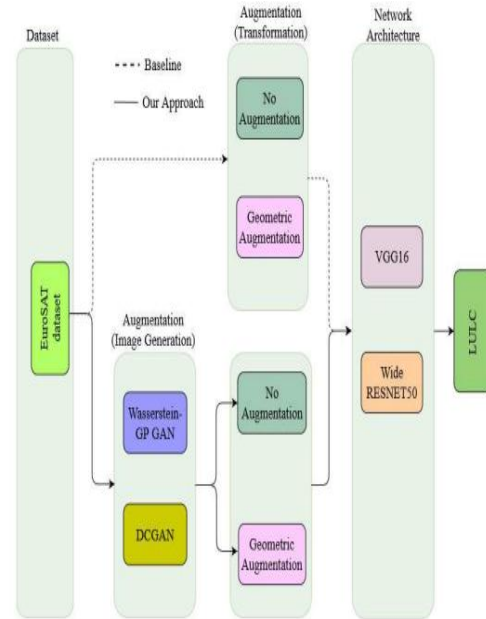 Dataset
Augmentation
(Transformation)
Network
Architecture
Baseline
Our Approach
No
Augmentation
Geometric
Augmentation
EuroSAT
dataset
Augmentation
(Image Generation)
Wasserstein-
GP GAN
DCGAN
No
Augmentation
Geometric
Augmentation
VGG16
Wide
RESNET50
LULC